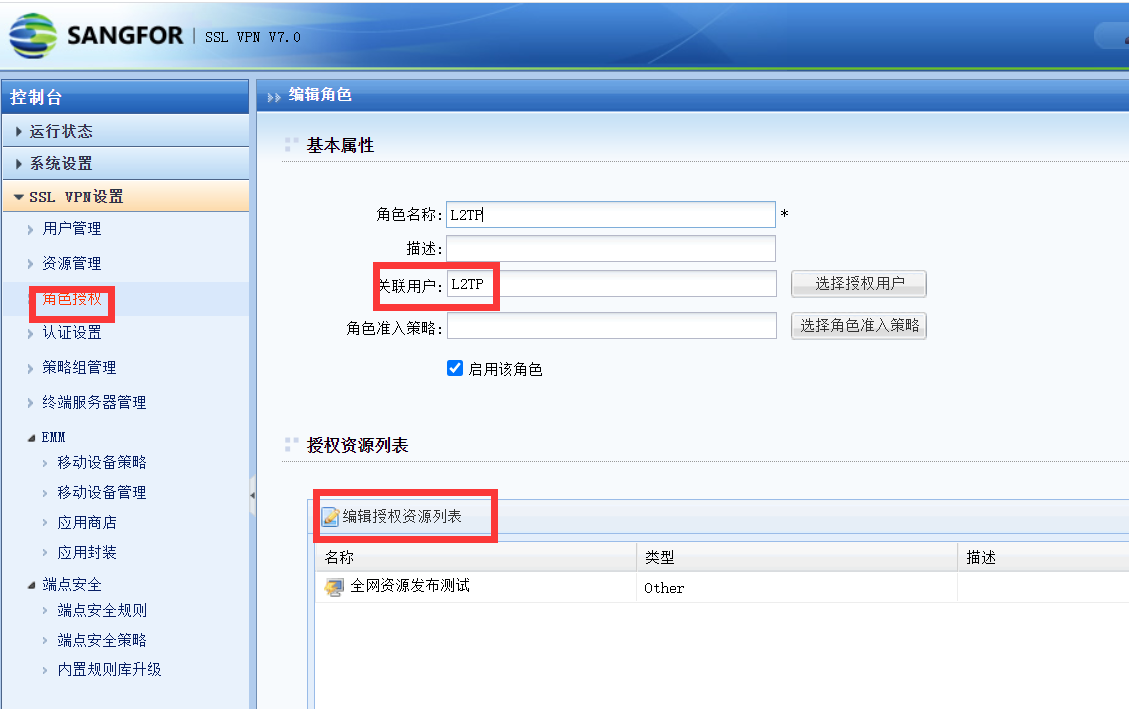 SANGFOR | SSL VPN V7.0
控制台
运行状态
系统设置
SSL VPN设置
用户管理
资源管理
角色授权
认证设置
策略组管理
终端服务器管理
EMM
移动设备策略
移动设备管理
应用商店
应用封装
端点安全
端点安全规则
端点安全策略
内置规则库升级
编辑角色
基本属性
角色名称: L2TP *
描述:
关联用户: L2TP 选择授权用户
角色准入策略: 选择角色准入策略
启用该角色
授权资源列表
编辑授权资源列表
名称 类型 描述
全网资源发布测试 Other